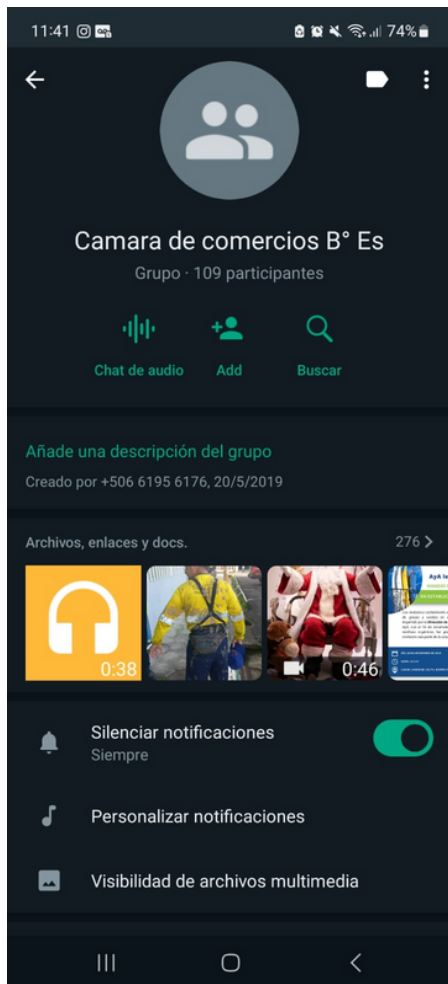 11:41
74%
Camara de comercios B° Es
Grupo · 109 participantes
Chat de audio
Add
Buscar
Añade una descripción del grupo
Creado por +506 6195 6176, 20/5/2019
Archivos, enlaces y docs.
276
0:38
0:46
AyA
Silenciar notificaciones
Siempre
Personalizar notificaciones
Visibilidad de archivos multimedia